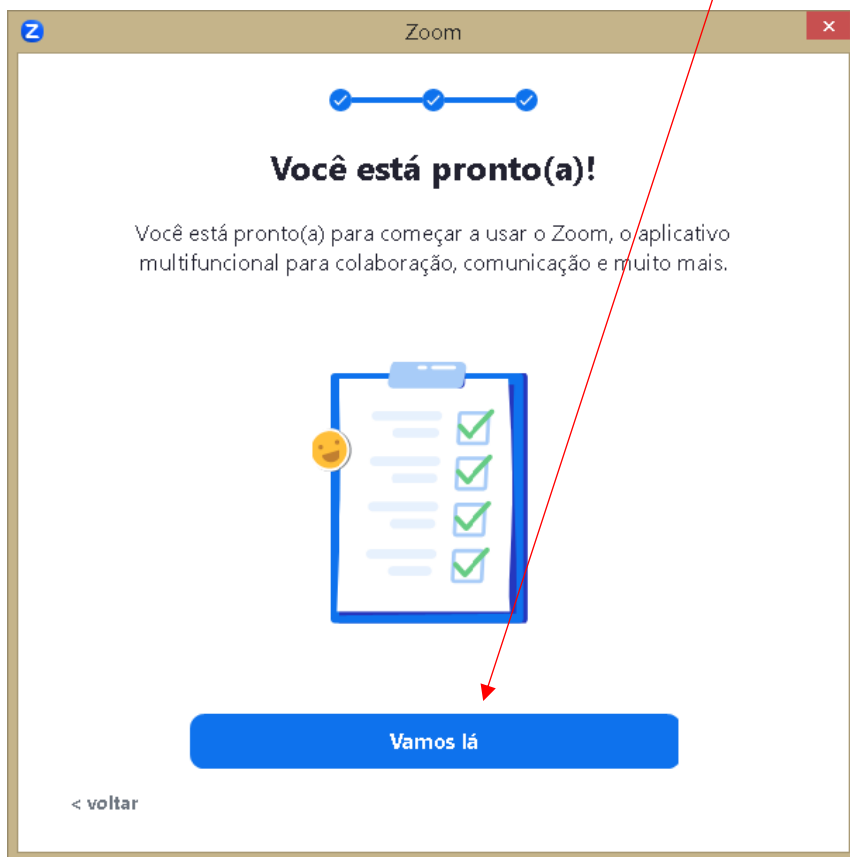 Z
Zoom
Você está pronto(a)!
Você está pronto(a) para começar a usar o Zoom, o aplicativo
multifuncional para colaboração, comunicação e muito mais.
Vamos lá
< voltar